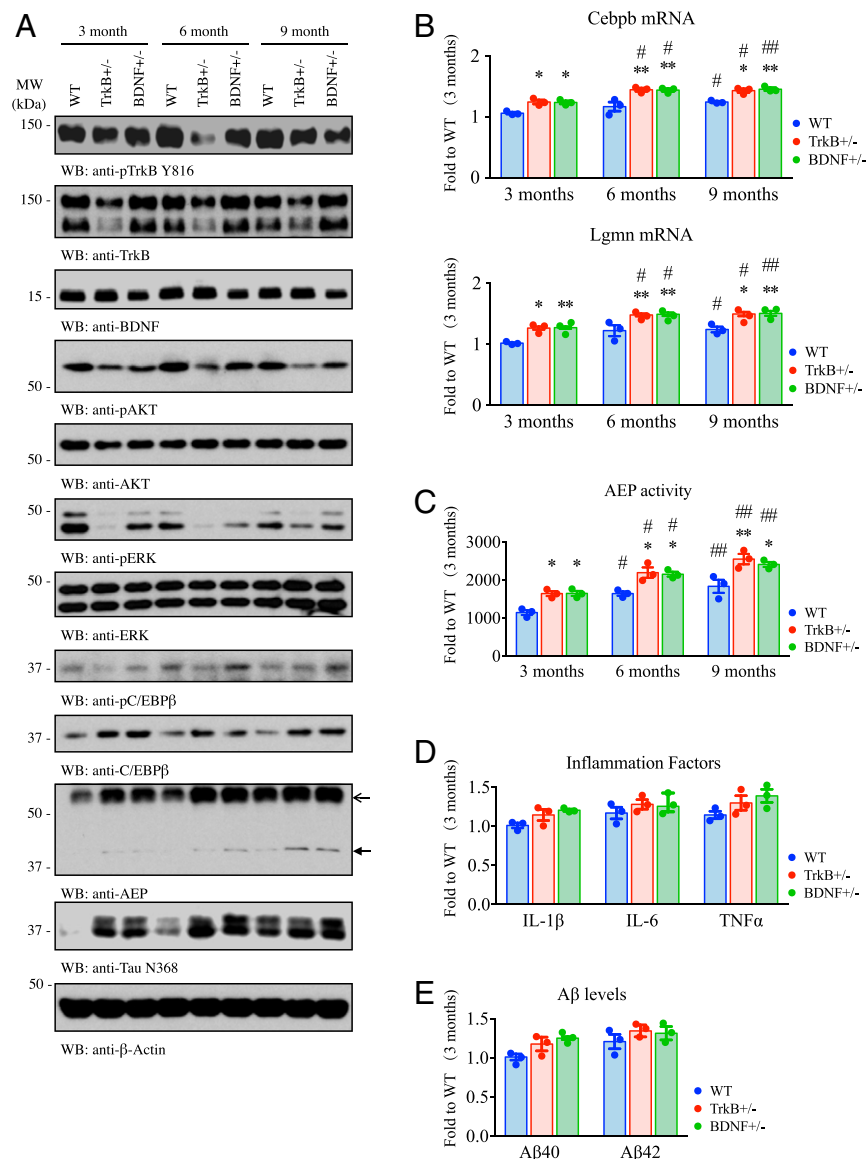 A
3 month 6 month 9 month
MW
(kDa)
WT TrkB+/- BDNF+/- WT TrkB+/- BDNF+/- WT TrkB+/- BDNF+/-
150 -
WB: anti-pTrkB Y816
150 -
WB: anti-TrkB
15 -
WB: anti-BDNF
50 -
WB: anti-pAKT
50 -
WB: anti-AKT
50 -
WB: anti-pERK
50 -
WB: anti-ERK
37 -
WB: anti-pC/EBPβ
37 -
WB: anti-C/EBPβ
50 -
37 -
WB: anti-AEP
37 -
WB: anti-Tau N368
50 -
WB: anti-β-Actin
B
Cebpb mRNA
Fold to WT (3 months)
2
1
0
* * # ** # ** # # * ## **
3 months 6 months 9 months
WT
TrkB+/-
BDNF+/-
Lgmn mRNA
Fold to WT (3 months)
2
1
0
* ** # ** # ** # # * ## **
3 months 6 months 9 months
WT
TrkB+/-
BDNF+/-
C
AEP activity
Fold to WT (3 months)
3000
2000
1000
0
* * # # * # * ## ## ** ## *
3 months 6 months 9 months
WT
TrkB+/-
BDNF+/-
D
Inflammation Factors
Fold to WT (3 months)
1.5
1.0
0.5
0.0
IL-1β IL-6 TNFα
WT
TrkB+/-
BDNF+/-
E
Aβ levels
Fold to WT (3 months)
1.5
1.0
0.5
0.0
Aβ40 Aβ42
WT
TrkB+/-
BDNF+/-